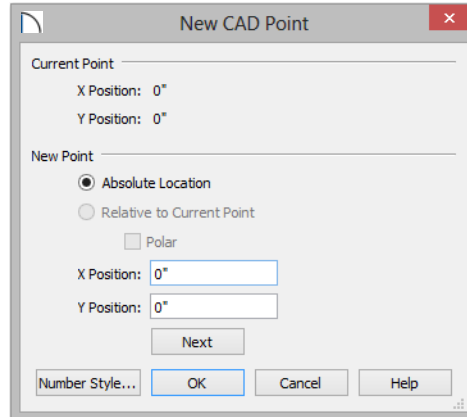 New CAD Point
Current Point
X Position: 0"
Y Position: 0"
New Point
Absolute Location
Relative to Current Point
Polar
X Position: 0"
Y Position: 0"
Next
Number Style... OK Cancel Help